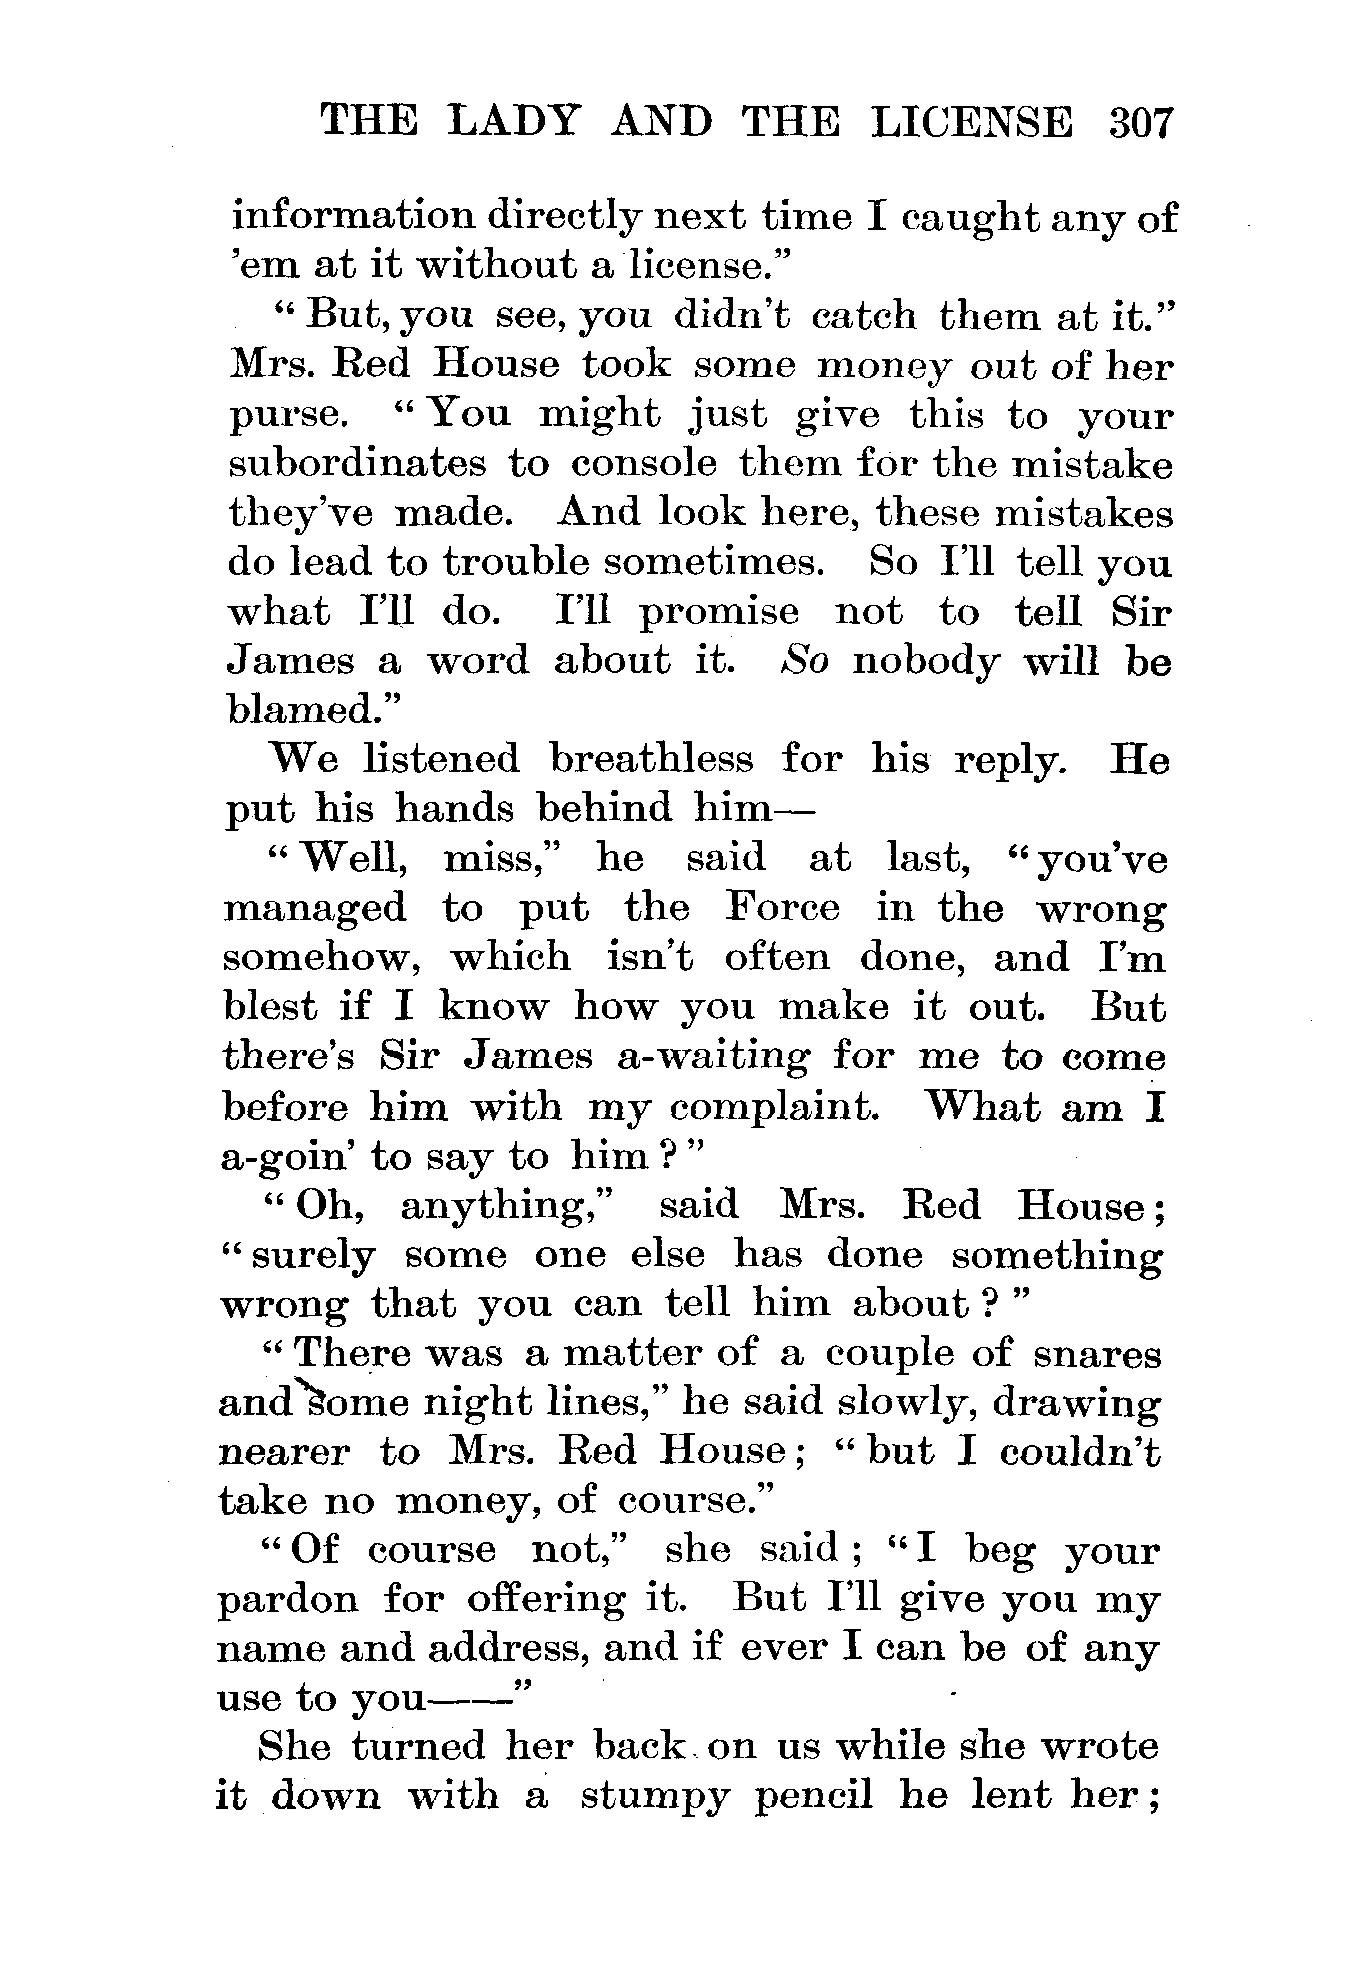 THE LADY AND THE LICENSE 307
information directly next time I caught any of
’em at it without a license.”
“ But, you see, you didn’t catch them at it.”
Mrs. Red House took some money out of her
purse. “ You might just give this to your
subordinates to console them for the mistake
they’ve made. And look here, these mistakes
do lead to trouble sometimes. So I’ll tell you
what I’ll do. I’ll promise not to tell Sir
James a word about it. So nobody will be
blamed.”
We listened breathless for his reply. He
put his hands behind him—
“ Well, miss,” he said at last, “ you’ve
managed to put the Force in the wrong
somehow, which isn’t often done, and I’m
blest if I know how you make it out. But
there’s Sir James a-waiting for me to come
before him with my complaint. What am I
a-goin’ to say to him ? ”
“ Oh, anything,” said Mrs. Red House ;
“ surely some one else has done something
wrong that you can tell him about ? ”
“ There was a matter of a couple of snares
and some night lines,” he said slowly, drawing
nearer to Mrs. Red House ; “ but I couldn’t
take no money, of course.”
“ Of course not,” she said ; “ I beg your
pardon for offering it. But I’ll give you my
name and address, and if ever I can be of any
use to you——”
She turned her back on us while she wrote
it down with a stumpy pencil he lent her ;